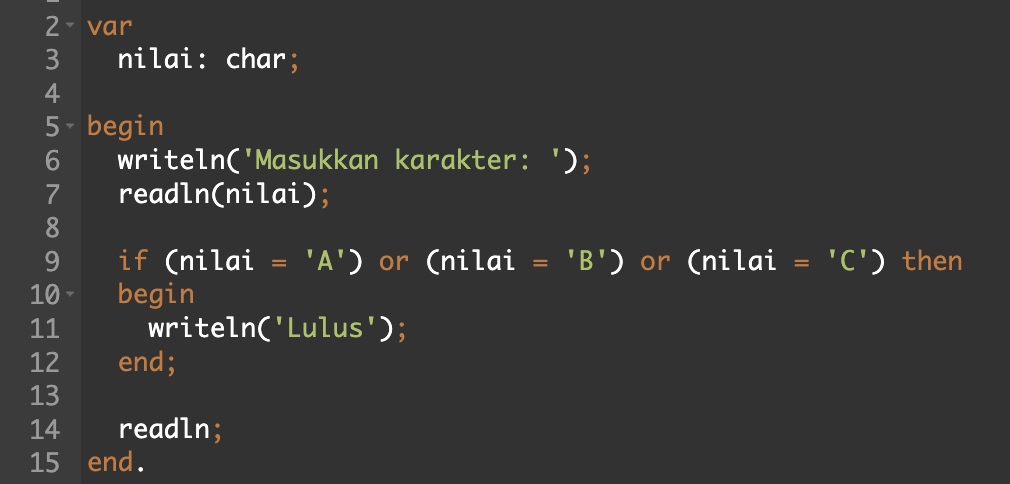 2 var
3   nilai: char;
4
5 begin
6   writeln('Masukkan karakter: ');
7   readln(nilai);
8
9   if (nilai = 'A') or (nilai = 'B') or (nilai = 'C') then
10   begin
11     writeln('Lulus');
12   end;
13
14   readln;
15 end.